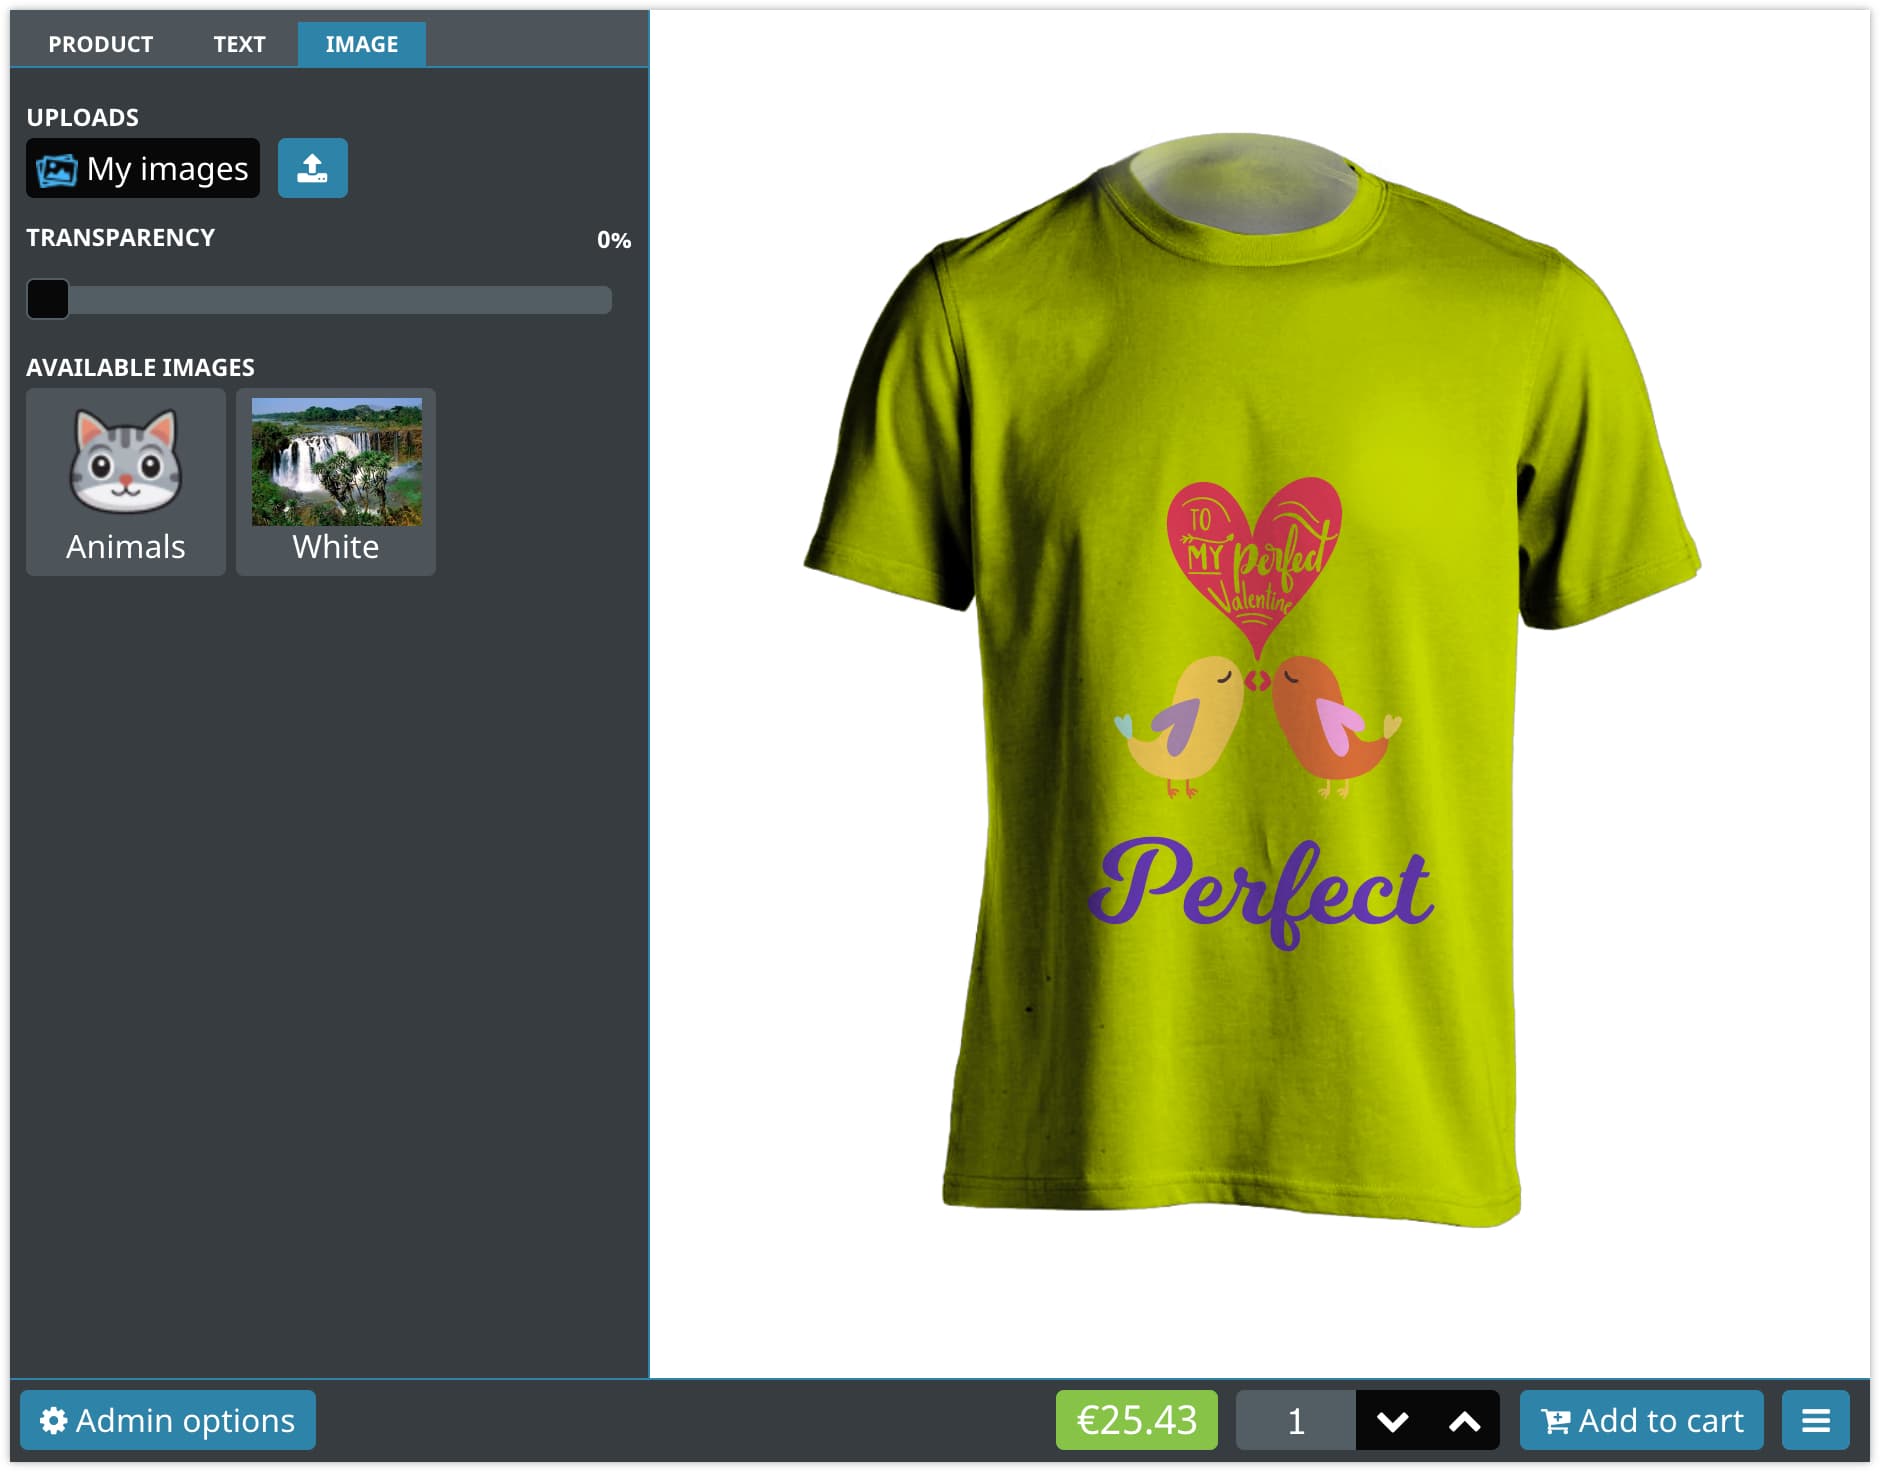 PRODUCT TEXT IMAGE
UPLOADS
My images
TRANSPARENCY 0%
AVAILABLE IMAGES
Animals White
TO
MY perfect
Valentine
Perfect
Admin options €25.43 1 Add to cart